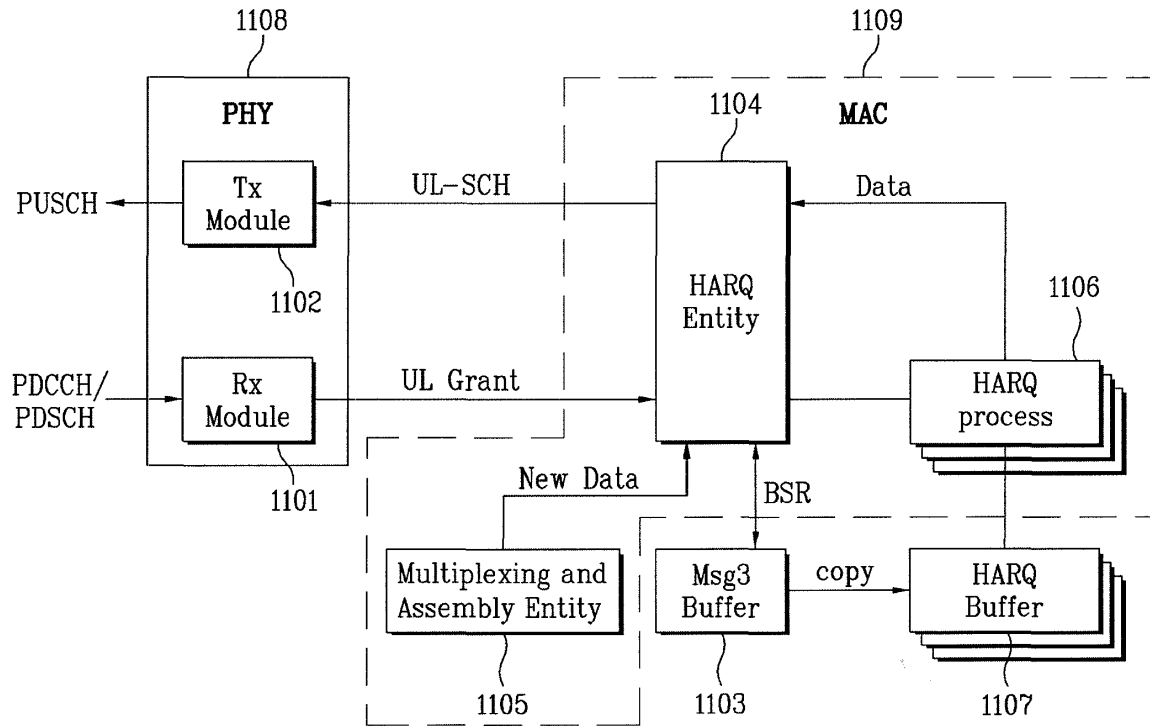 1108
1109
PHY
1104
MAC
Tx
Module
UL-SCH
Data
PUSCH
1102
HARQ
Entity
1106
PDCCH/
PDSCH
Rx
Module
UL Grant
HARQ
process
1101
New Data
BSR
Multiplexing and
Assembly Entity
Msg3
Buffer
copy
HARQ
Buffer
1105
1103
1107